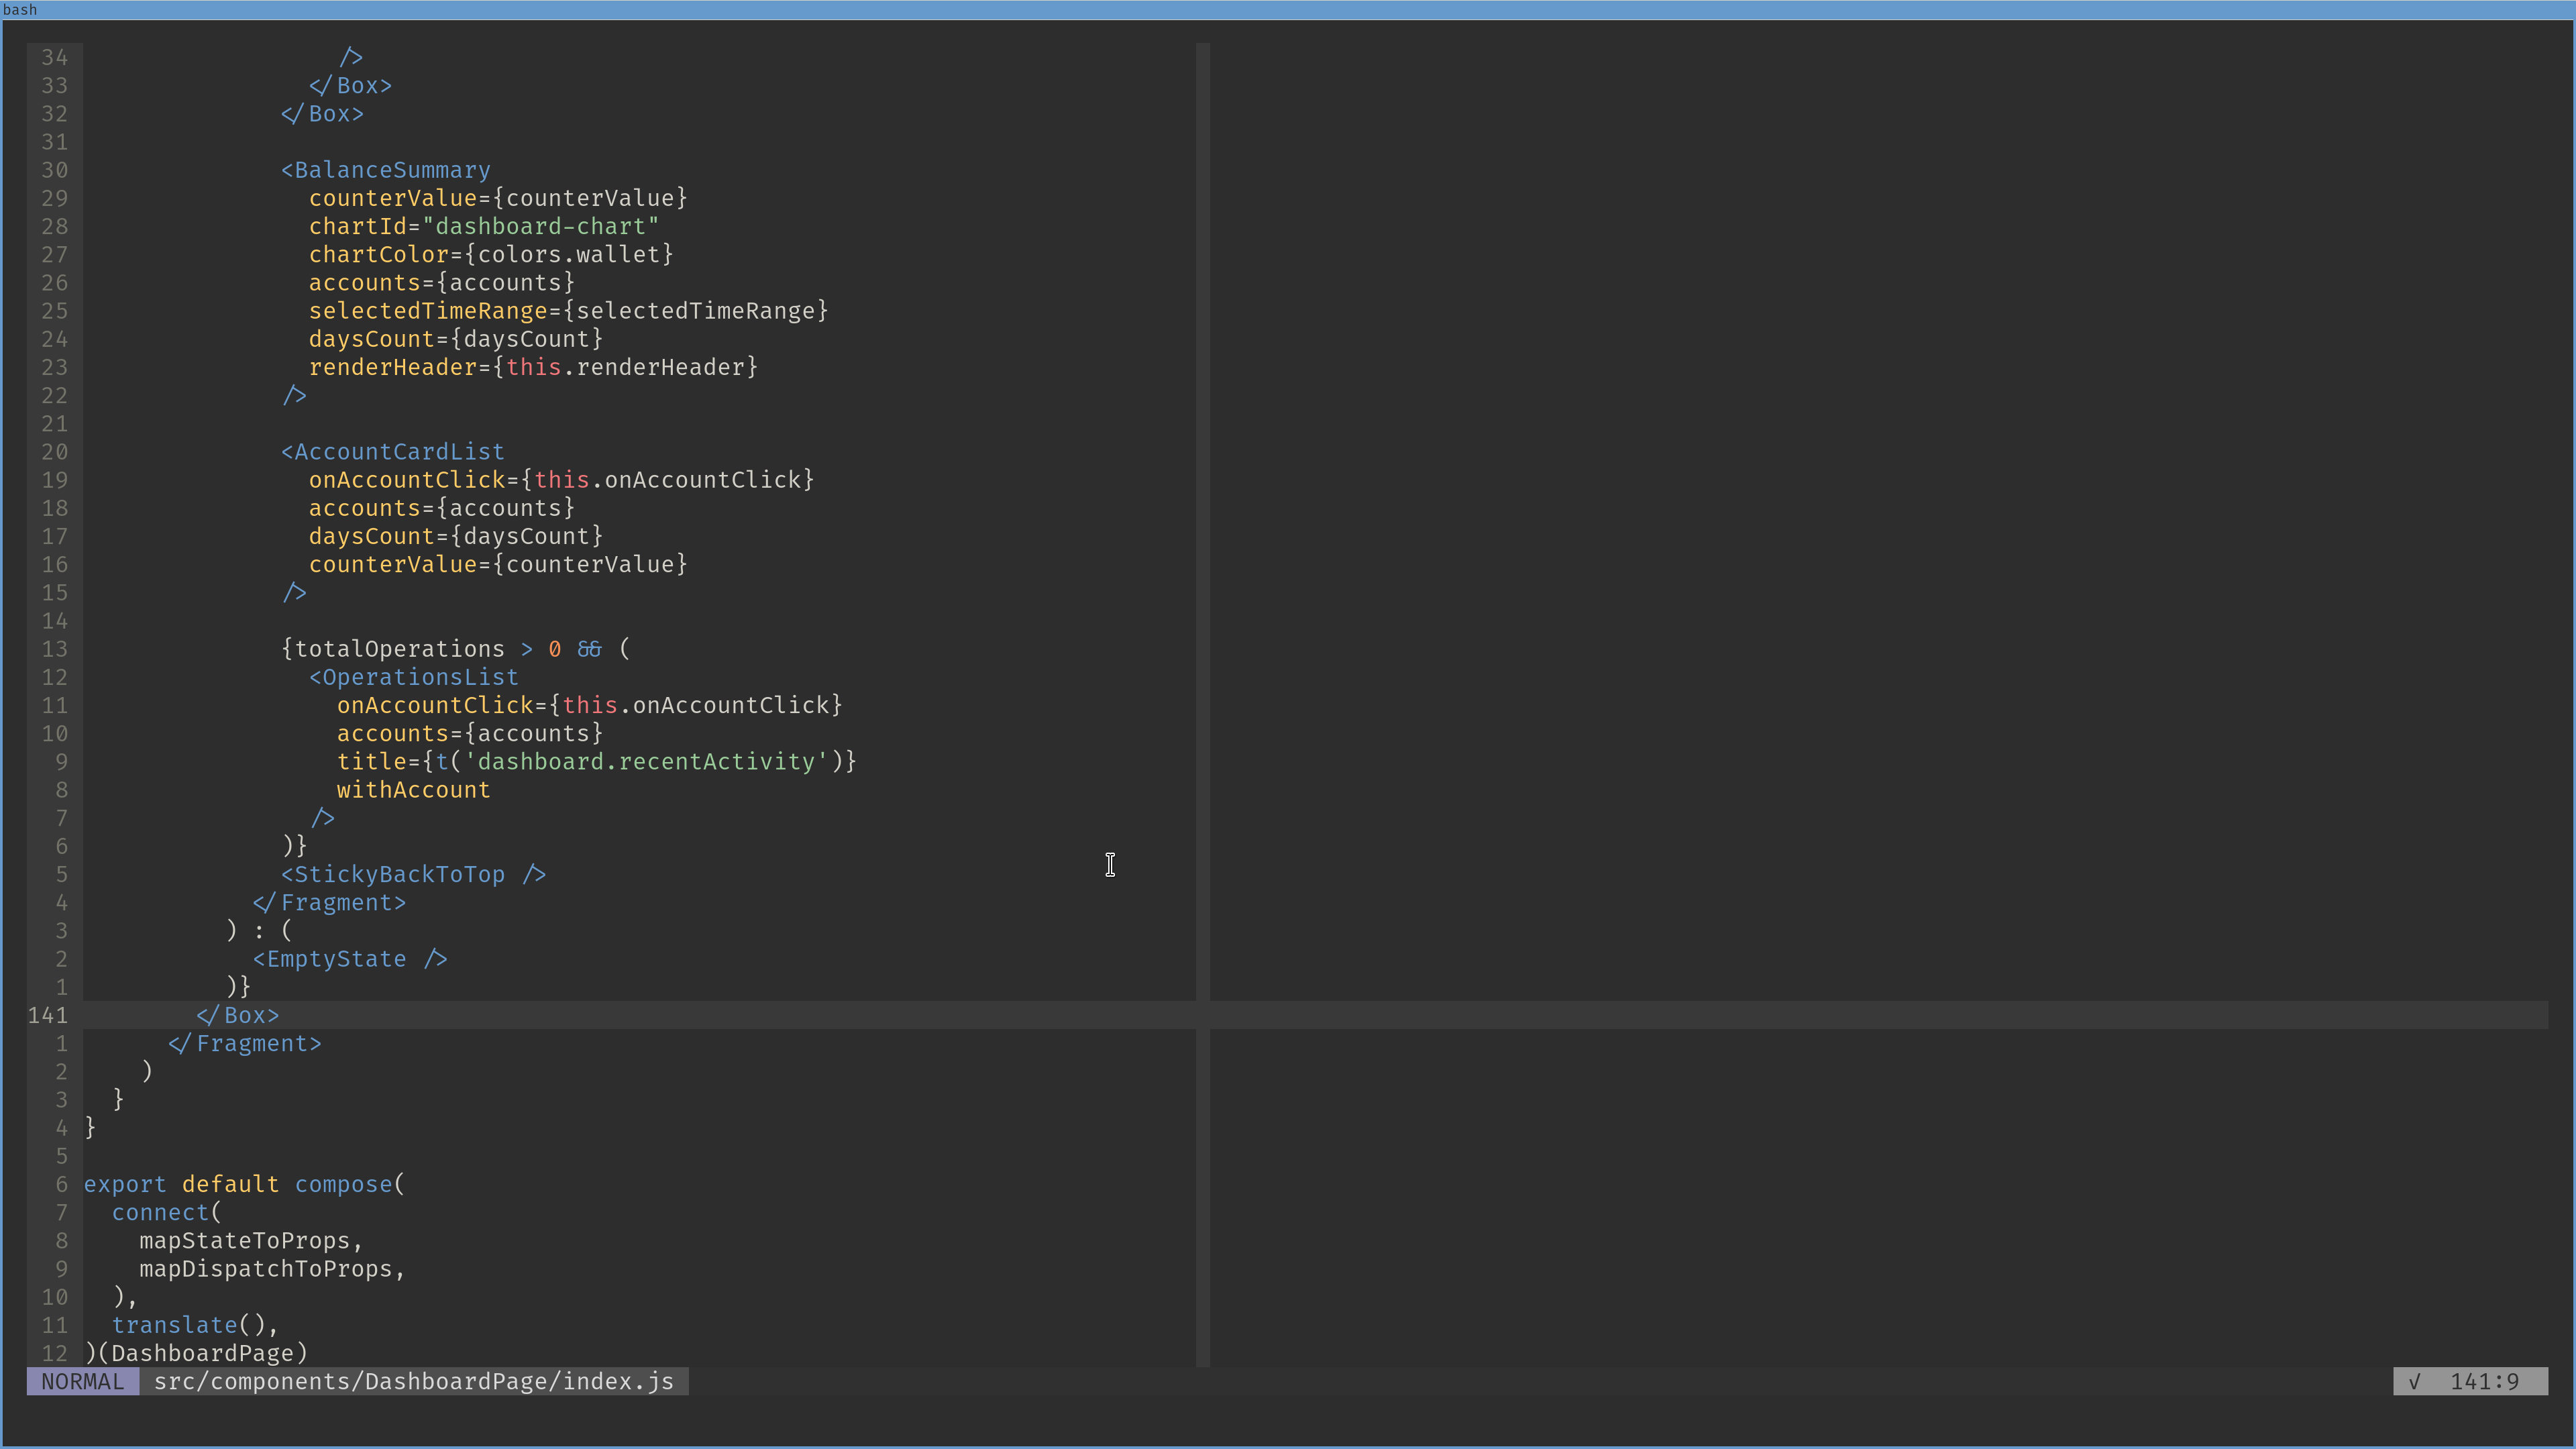 bash
34                   />
33                 </Box>
32               </Box>
31
30               <BalanceSummary
29                 counterValue={counterValue}
28                 chartId="dashboard-chart"
27                 chartColor={colors.wallet}
26                 accounts={accounts}
25                 selectedTimeRange={selectedTimeRange}
24                 daysCount={daysCount}
23                 renderHeader={this.renderHeader}
22               />
21
20               <AccountCardList
19                 onAccountClick={this.onAccountClick}
18                 accounts={accounts}
17                 daysCount={daysCount}
16                 counterValue={counterValue}
15               />
14
13               {totalOperations > 0 && (
12                 <OperationsList
11                   onAccountClick={this.onAccountClick}
10                   accounts={accounts}
9                   title={t('dashboard.recentActivity')}
8                   withAccount
7                 />
6               )}
5               <StickyBackToTop />
4             </Fragment>
3           ) : (
2             <EmptyState />
1           )}
141         </Box>
1       </Fragment>
2     )
3   }
4 }
5
6 export default compose(
7   connect(
8     mapStateToProps,
9     mapDispatchToProps,
10   ),
11   translate(),
12 )(DashboardPage)
NORMAL src/components/DashboardPage/index.js √ 141:9